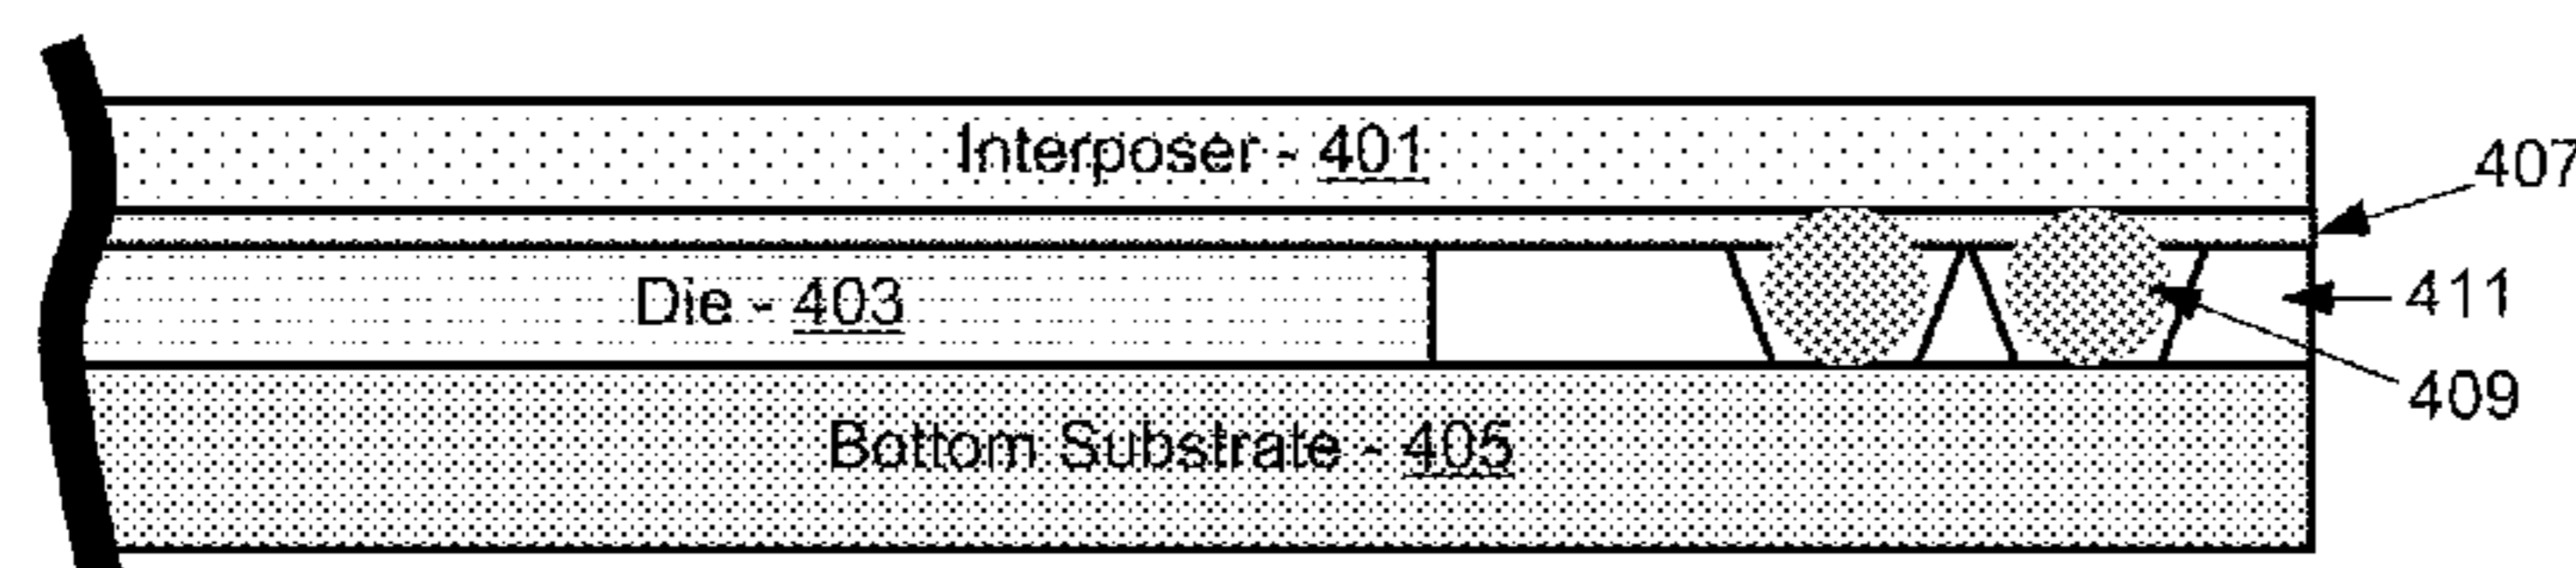 Interposer - 401
407
Die - 403
411
409
Bottom Substrate - 405